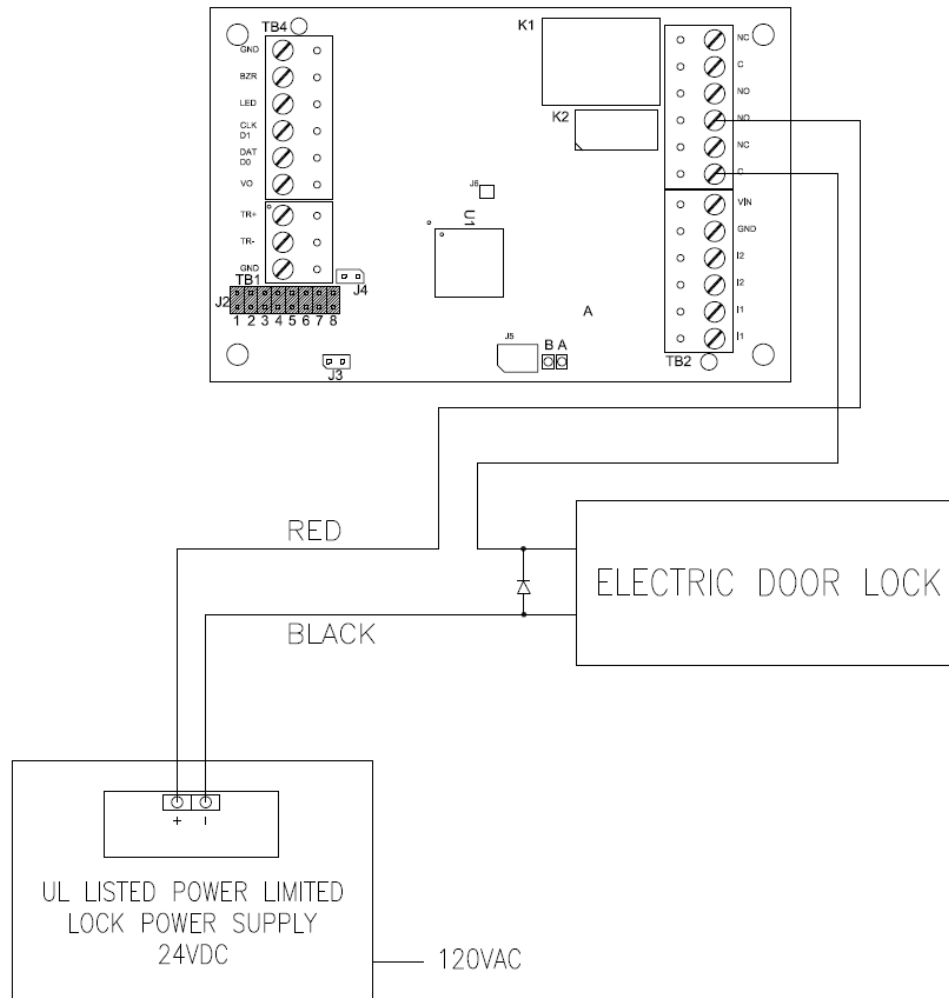 TB4
GND
BZR
LED
CLK
D1
DAT
D0
VO
TR+
TR-
GND
TB1
J2
1 2 3 4 5 6 7 8
J4
J3
K1
K2
J6
U1
A
J5
B A
NC
C
NO
NO
NC
C
VIN
GND
I2
I2
I1
I1
TB2
RED
BLACK
ELECTRIC DOOR LOCK
+ –
UL LISTED POWER LIMITED
LOCK POWER SUPPLY
24VDC
120VAC